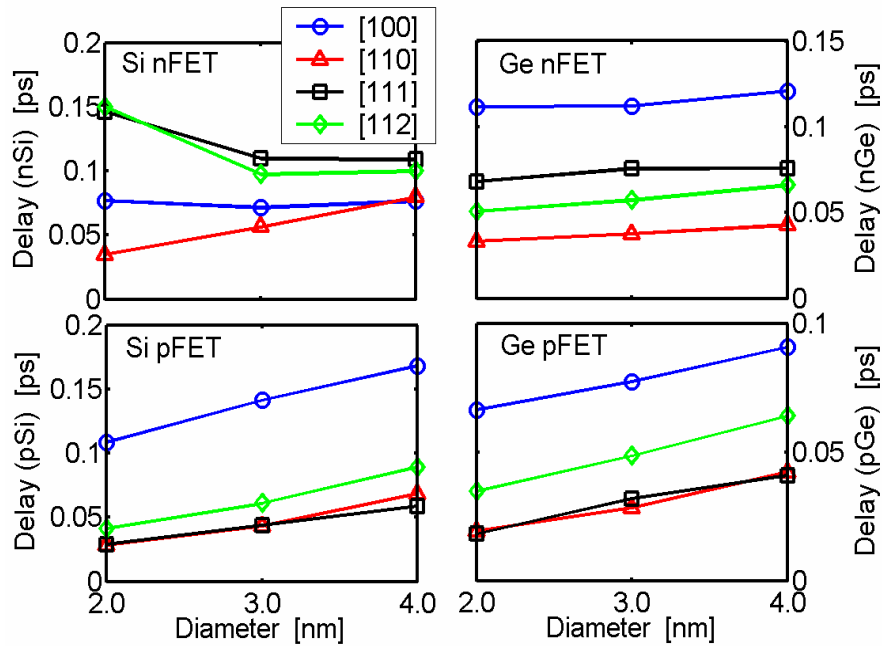 [100]
[110]
[111]
[112]
Si nFET
Delay (nSi) [ps]
0.2
0.15
0.1
0.05
0
Ge nFET
0.15
0.1
0.05
0
Delay (nGe) [ps]
Si pFET
Delay (pSi) [ps]
0.2
0.15
0.1
0.05
0
2.0
3.0
4.0
Diameter [nm]
Ge pFET
0.1
0.05
0
Delay (pGe) [ps]
2.0
3.0
4.0
Diameter [nm]